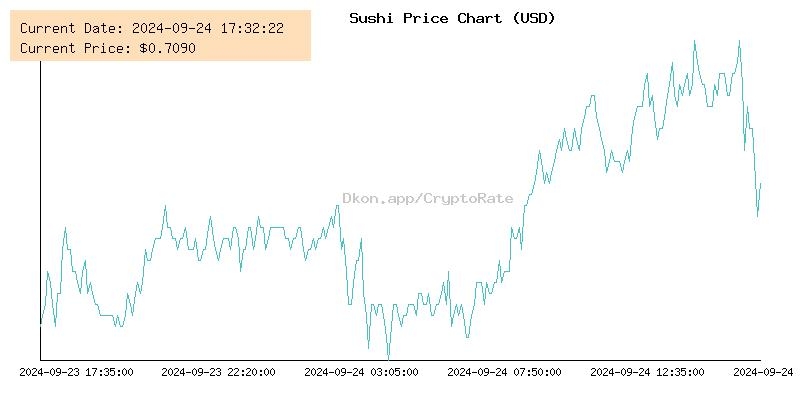 Sushi Price Chart (USD)
Current Date: 2024-09-24 17:32:22
Current Price: $0.7090
Dkon.app/CryptoRate
2024-09-23 17:35:00
2024-09-23 22:20:00
2024-09-24 03:05:00
2024-09-24 07:50:00
2024-09-24 12:35:00
2024-09-24